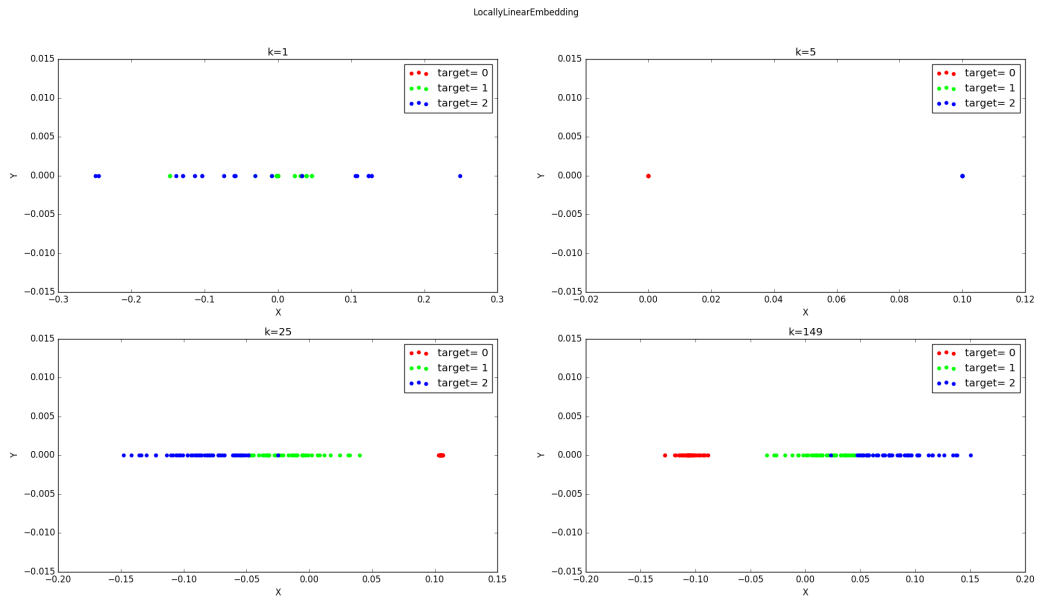 LocallyLinearEmbedding
k=1
0.015
0.010
0.005
0.000
−0.005
−0.010
−0.015
Y
−0.3 −0.2 −0.1 0.0 0.1 0.2 0.3
X
target= 0
target= 1
target= 2
k=5
0.015
0.010
0.005
0.000
−0.005
−0.010
−0.015
Y
−0.02 0.00 0.02 0.04 0.06 0.08 0.10 0.12
X
target= 0
target= 1
target= 2
k=25
0.015
0.010
0.005
0.000
−0.005
−0.010
−0.015
Y
−0.20 −0.15 −0.10 −0.05 0.00 0.05 0.10 0.15
X
target= 0
target= 1
target= 2
k=149
0.015
0.010
0.005
0.000
−0.005
−0.010
−0.015
Y
−0.20 −0.15 −0.10 −0.05 0.00 0.05 0.10 0.15 0.20
X
target= 0
target= 1
target= 2